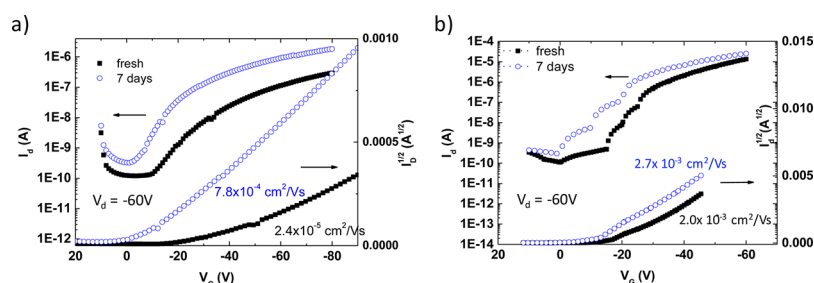 a)
fresh
7 days
V_d = -60V
7.8x10^-4 cm^2/Vs
2.4x10^-5 cm^2/Vs
1E-6
1E-7
1E-8
1E-9
1E-10
1E-11
1E-12
I_d (A)
0.0010
0.0005
0.0000
I_D^1/2 (A^1/2)
20 0 -20 -40 -60 -80
(V)
b)
fresh
7 days
V_d = -60V
2.7x10^-3 cm^2/Vs
2.0x 10^-3 cm^2/Vs
1E-4
1E-5
1E-6
1E-7
1E-8
1E-9
1E-10
1E-11
1E-12
1E-13
1E-14
I_d (A)
0.015
0.010
0.005
0.000
I_d^1/2(A^1/2)
20 0 -20 -40 -60
V_G (V)